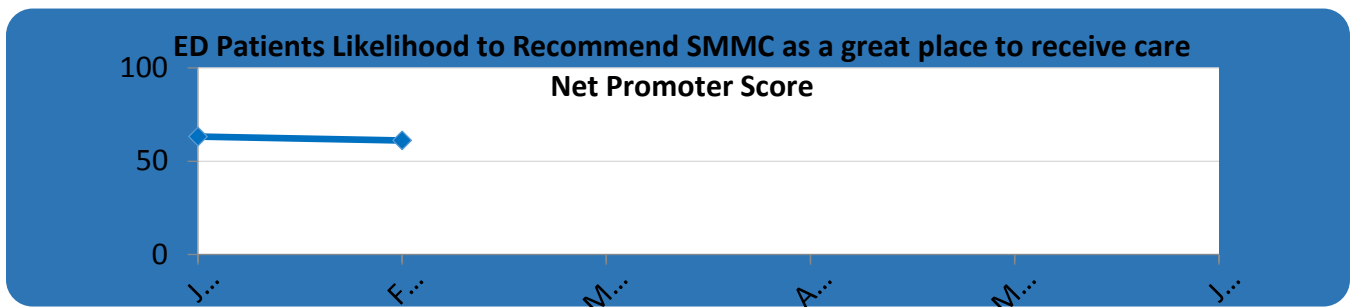 ED Patients Likelihood to Recommend SMMC as a great place to receive care
Net Promoter Score
100
50
0
J... F... M... A... M... J...